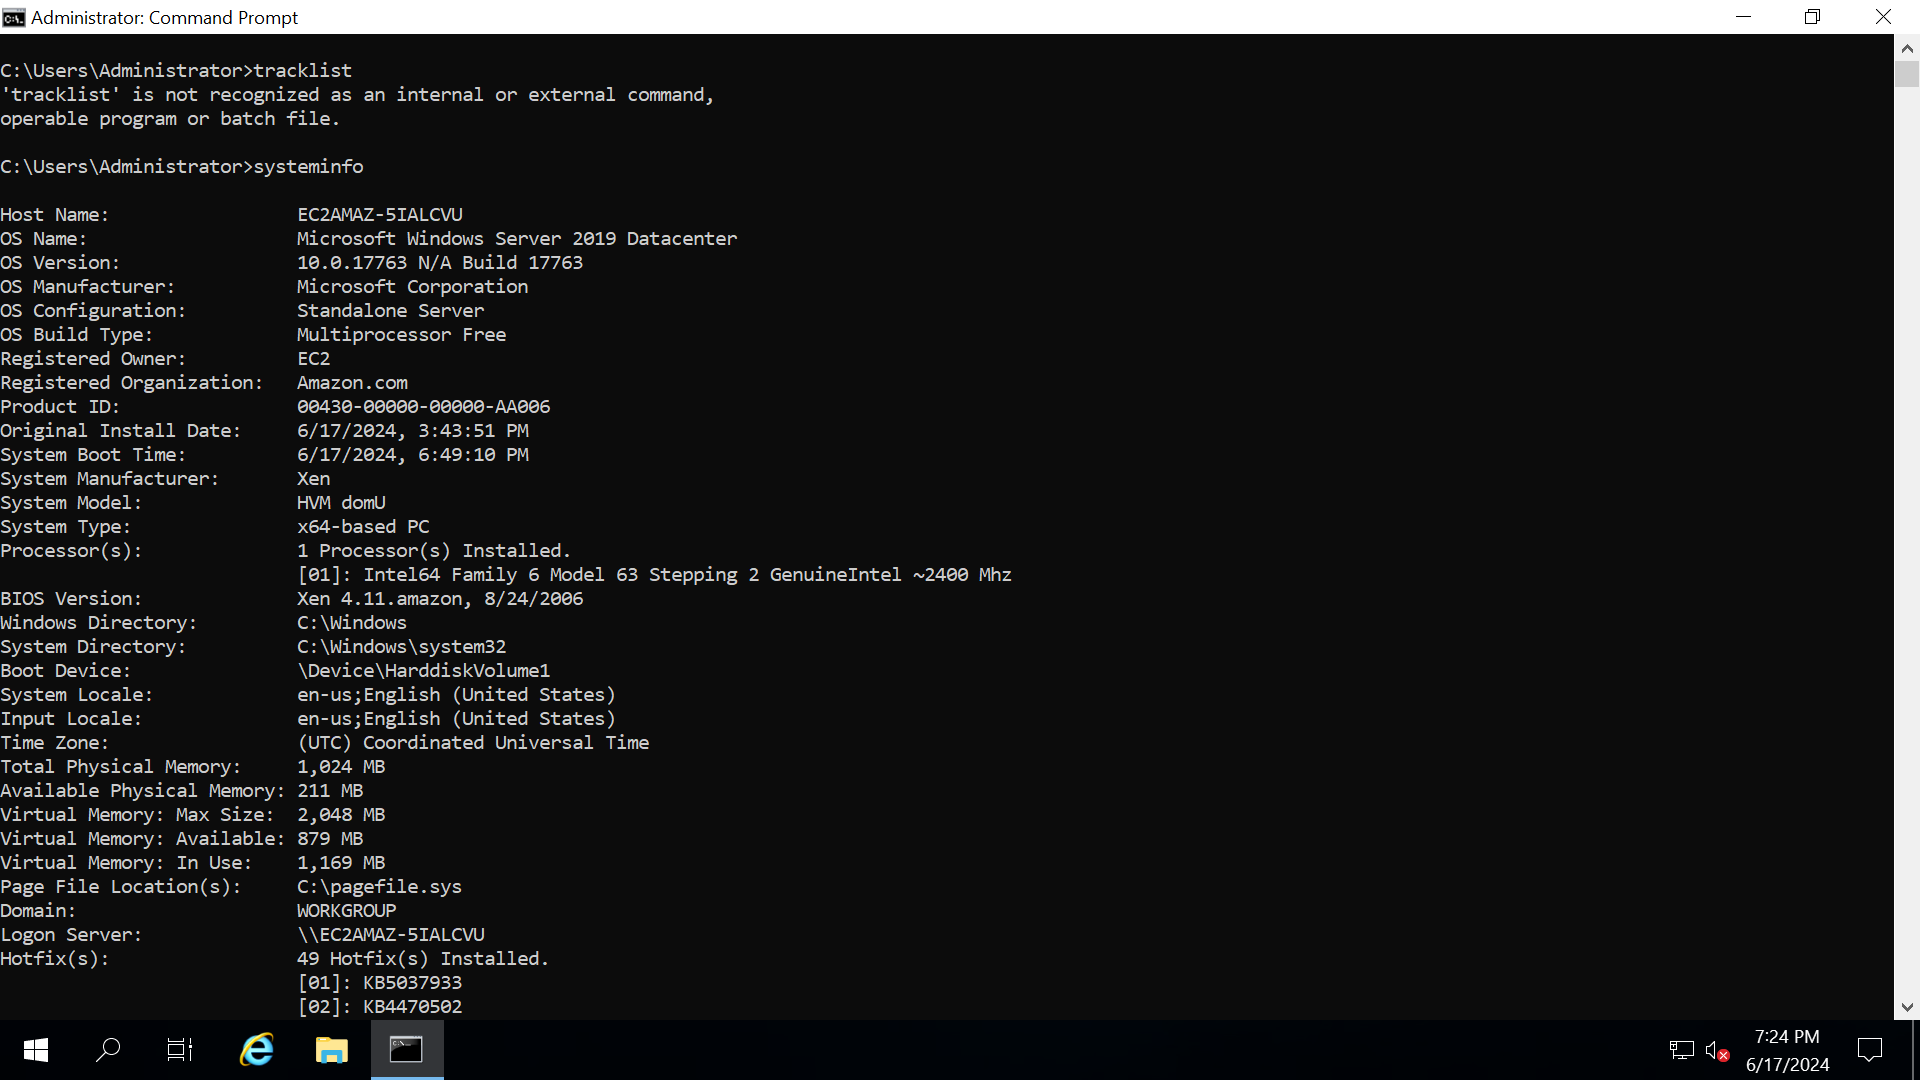 Administrator: Command Prompt
C:\Users\Administrator>tracklist
'tracklist' is not recognized as an internal or external command,
operable program or batch file.
C:\Users\Administrator>systeminfo
Host Name: EC2AMAZ-5IALCVU
OS Name: Microsoft Windows Server 2019 Datacenter
OS Version: 10.0.17763 N/A Build 17763
OS Manufacturer: Microsoft Corporation
OS Configuration: Standalone Server
OS Build Type: Multiprocessor Free
Registered Owner: EC2
Registered Organization: Amazon.com
Product ID: 00430-00000-00000-AA006
Original Install Date: 6/17/2024, 3:43:51 PM
System Boot Time: 6/17/2024, 6:49:10 PM
System Manufacturer: Xen
System Model: HVM domU
System Type: x64-based PC
Processor(s): 1 Processor(s) Installed.
[01]: Intel64 Family 6 Model 63 Stepping 2 GenuineIntel ~2400 Mhz
BIOS Version: Xen 4.11.amazon, 8/24/2006
Windows Directory: C:\Windows
System Directory: C:\Windows\system32
Boot Device: \Device\HarddiskVolume1
System Locale: en-us;English (United States)
Input Locale: en-us;English (United States)
Time Zone: (UTC) Coordinated Universal Time
Total Physical Memory: 1,024 MB
Available Physical Memory: 211 MB
Virtual Memory: Max Size: 2,048 MB
Virtual Memory: Available: 879 MB
Virtual Memory: In Use: 1,169 MB
Page File Location(s): C:\pagefile.sys
Domain: WORKGROUP
Logon Server: \\EC2AMAZ-5IALCVU
Hotfix(s): 49 Hotfix(s) Installed.
[01]: KB5037933
[02]: KB4470502
7:24 PM
6/17/2024